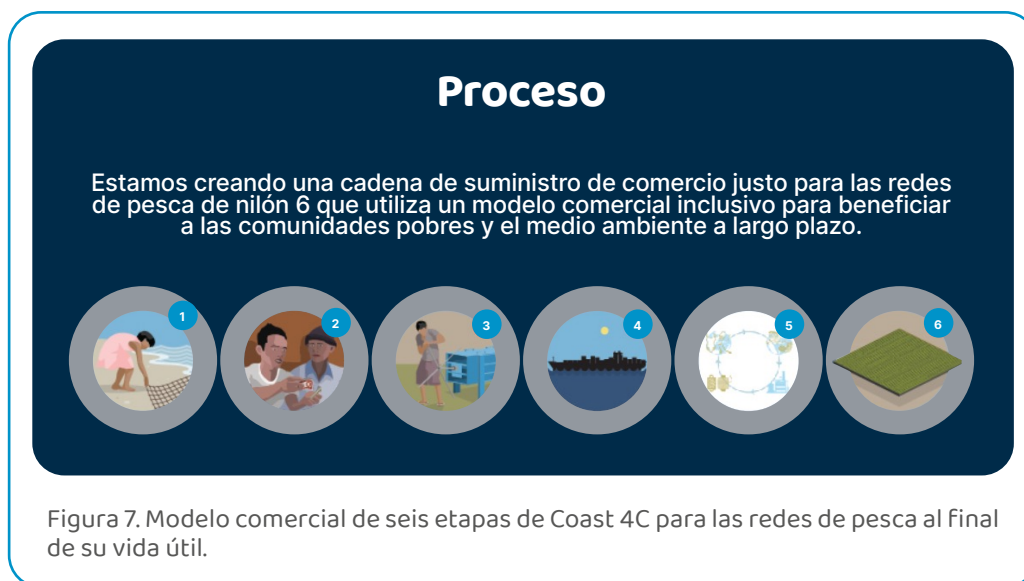 Proceso
Estamos creando una cadena de suministro de comercio justo para las redes
de pesca de nilón 6 que utiliza un modelo comercial inclusivo para beneficiar
a las comunidades pobres y el medio ambiente a largo plazo.
1 2 3 4 5 6
Figura 7. Modelo comercial de seis etapas de Coast 4C para las redes de pesca al final
de su vida útil.